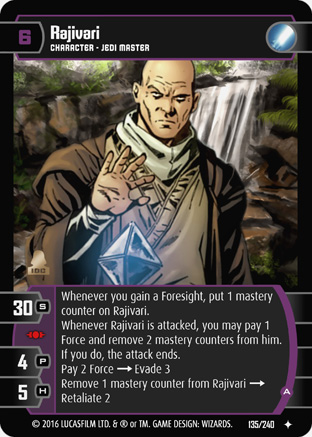 6
Rajivari
CHARACTER - JEDI MASTER
IDC
30 S
4 P
5 H
Whenever you gain a Foresight, put 1 mastery
counter on Rajivari.
Whenever Rajivari is attacked, you may pay 1
Force and remove 2 mastery counters from him.
If you do, the attack ends.
Pay 2 Force → Evade 3
Remove 1 mastery counter from Rajivari →
Retaliate 2
A
© 2016 LUCASFILM LTD. & ® or TM. GAME DESIGN: WIZARDS. 135/240